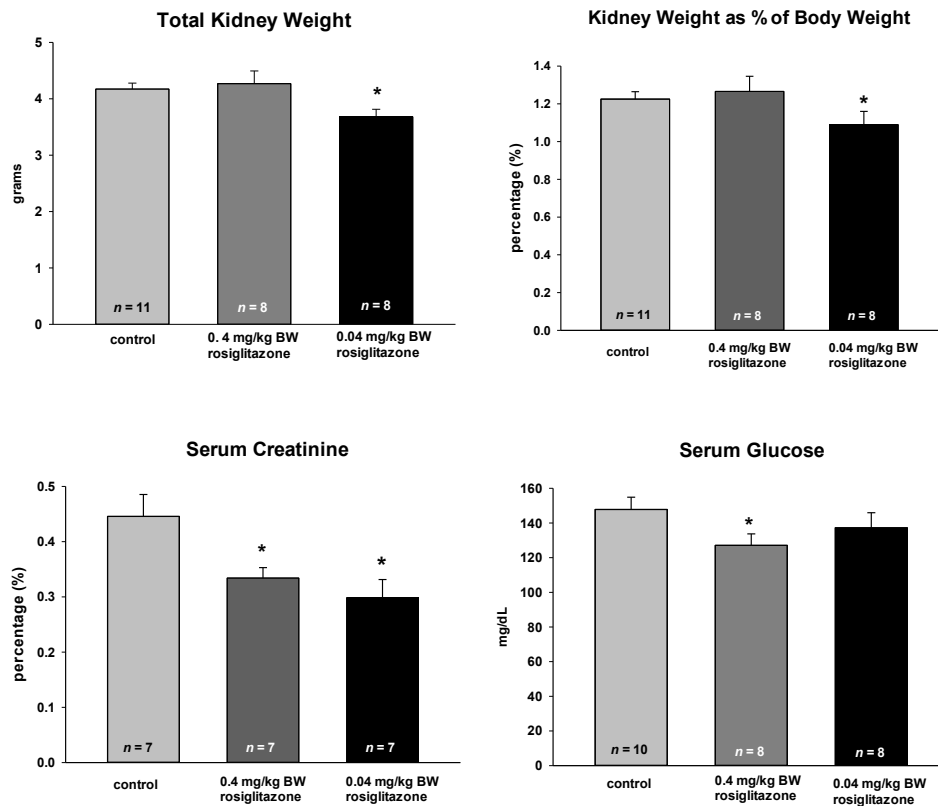 Total Kidney Weight
5
4
3
2
1
0
grams
*
n = 11
n = 8
n = 8
control
0. 4 mg/kg BW
rosiglitazone
0.04 mg/kg BW
rosiglitazone
Kidney Weight as % of Body Weight
1.4
1.2
1.0
0.8
0.6
0.4
0.2
0.0
percentage (%)
*
n = 11
n = 8
n = 8
control
0.4 mg/kg BW
rosiglitazone
0.04 mg/kg BW
rosiglitazone
Serum Creatinine
0.5
0.4
0.3
0.2
0.1
0.0
percentage (%)
*
*
n = 7
n = 7
n = 7
control
0.4 mg/kg BW
rosiglitazone
0.04 mg/kg BW
rosiglitazone
Serum Glucose
160
140
120
100
80
60
40
20
0
mg/dL
*
n = 10
n = 8
n = 8
control
0.4 mg/kg BW
rosiglitazone
0.04 mg/kg BW
rosiglitazone